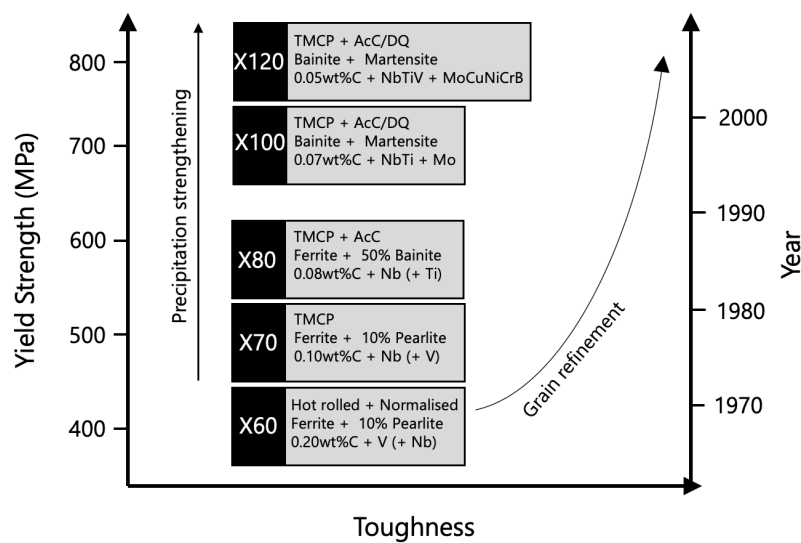 800
700
600
500
400
Yield Strength (MPa)
Precipitation strengthening
X120
TMCP + AcC/DQ
Bainite + Martensite
0.05wt%C + NbTiV + MoCuNiCrB
X100
TMCP + AcC/DQ
Bainite + Martensite
0.07wt%C + NbTi + Mo
X80
TMCP + AcC
Ferrite + 50% Bainite
0.08wt%C + Nb (+ Ti)
X70
TMCP
Ferrite + 10% Pearlite
0.10wt%C + Nb (+ V)
X60
Hot rolled + Normalised
Ferrite + 10% Pearlite
0.20wt%C + V (+ Nb)
Grain refinement
2000
1990
1980
1970
Year
Toughness